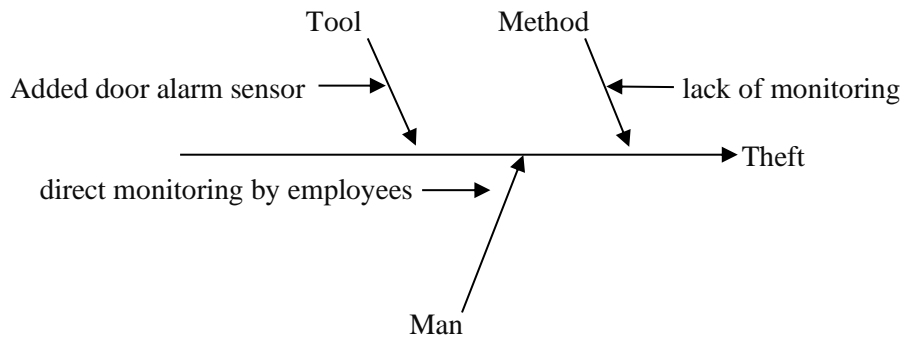 Tool
Method
Added door alarm sensor
lack of monitoring
Theft
direct monitoring by employees
Man